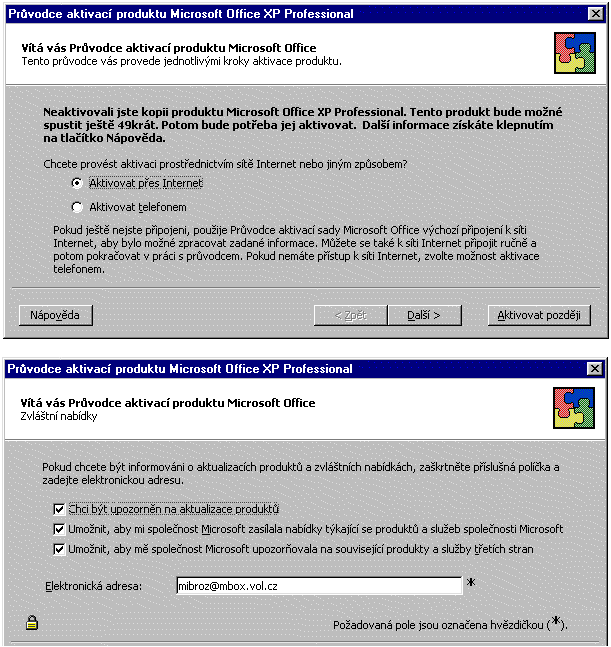 Průvodce aktivací produktu Microsoft Office XP Professional
Vítá vás Průvodce aktivací produktu Microsoft Office
Tento průvodce vás provede jednotlivými kroky aktivace produktu.
Neaktivovali jste kopii produktu Microsoft Office XP Professional. Tento produkt bude možné
spustit ještě 49krát. Potom bude potřeba jej aktivovat. Další informace získáte klepnutím
na tlačítko Nápověda.
Chcete provést aktivaci prostřednictvím sítě Internet nebo jiným způsobem?
Aktivovat přes Internet
Aktivovat telefonem
Pokud ještě nejste připojeni, použije Průvodce aktivací sady Microsoft Office výchozí připojení k síti
Internet, aby bylo možné zpracovat zadané informace. Můžete se také k síti Internet připojit ručně a
potom pokračovat v práci s průvodcem. Pokud nemáte přístup k síti Internet, zvolte možnost aktivace
telefonem.
Nápověda < Zpět Další > Aktivovat později
Průvodce aktivací produktu Microsoft Office XP Professional
Vítá vás Průvodce aktivací produktu Microsoft Office
Zvláštní nabídky
Pokud chcete být informováni o aktualizacích produktů a zvláštních nabídkách, zaškrtněte příslušná políčka a
zadejte elektronickou adresu.
Chci být upozorněn na aktualizace produktů
Umožnit, aby mi společnost Microsoft zasílala nabídky týkající se produktů a služeb společnosti Microsoft
Umožnit, aby mě společnost Microsoft upozorňovala na související produkty a služby třetích stran
Elektronická adresa: mibroz@mbox.vol.cz *
Požadovaná pole jsou označena hvězdičkou (*).